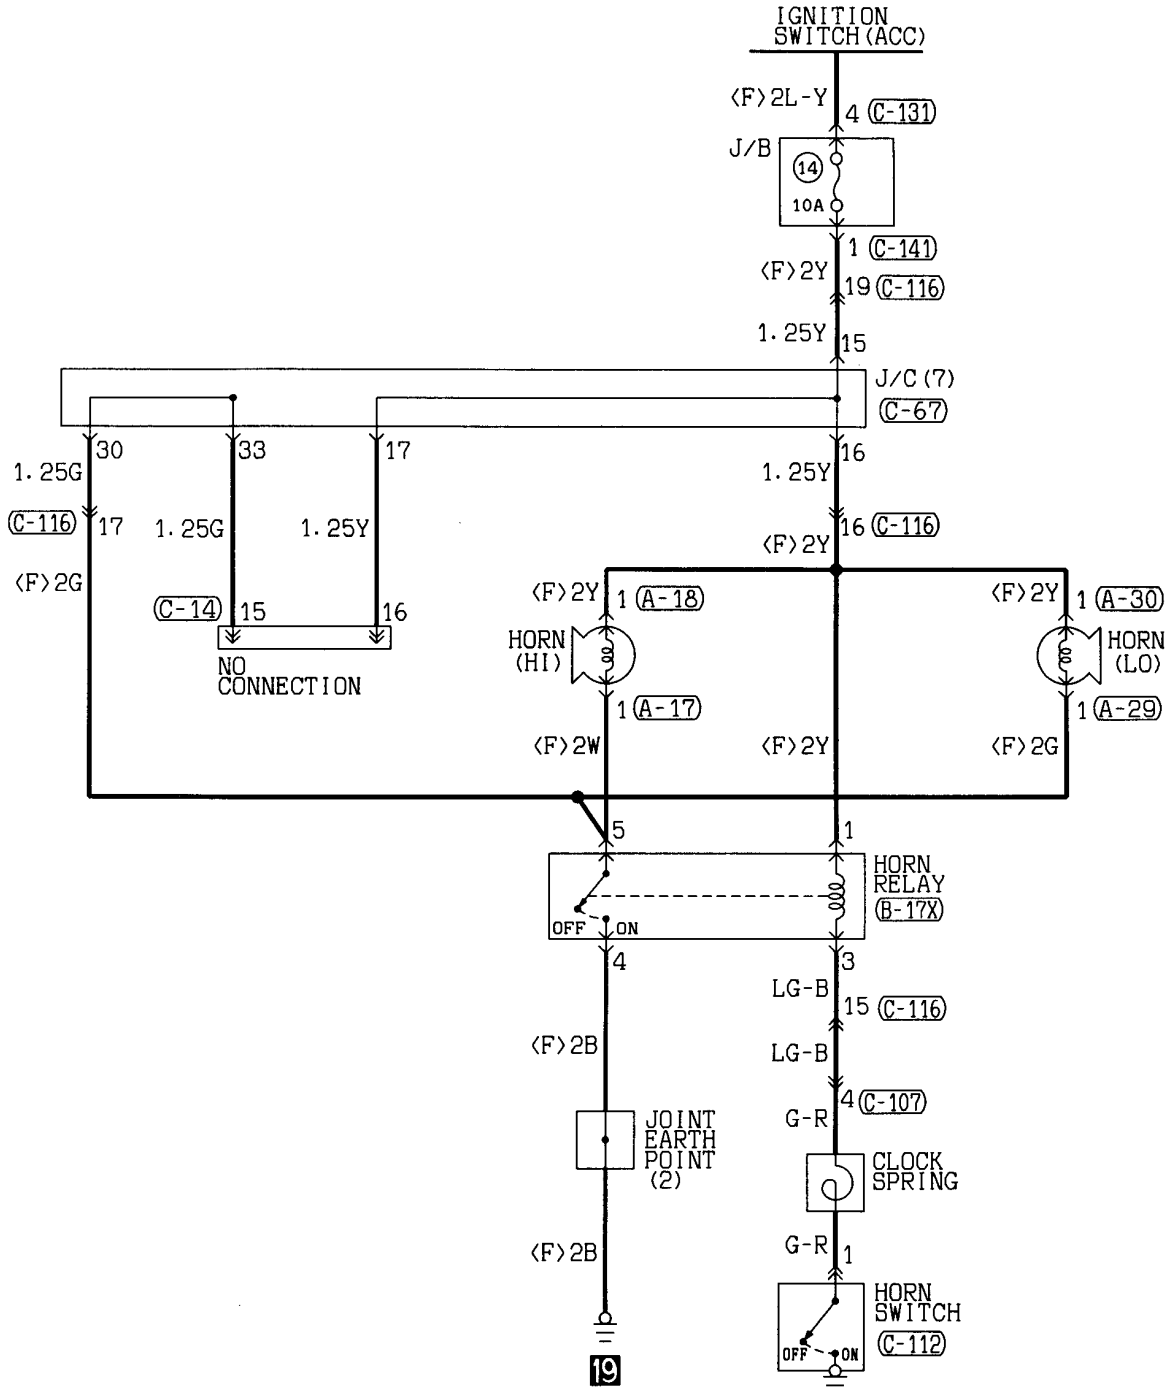 IGNITION
SWITCH(ACC)
<F>2L-Y
4 C-131
J/B
14
10A
1 C-141
<F>2Y
19 C-116
1.25Y
15
J/C(7)
C-67
30
33
17
16
1.25G
1.25Y
C-116 17
1.25G
1.25Y
16 C-116
<F>2Y
<F>2G
<F>2Y
1 A-18
<F>2Y
1 A-30
C-14 15
16
HORN
(HI)
HORN
(LO)
NO
CONNECTION
1 A-17
1 A-29
<F>2W
<F>2Y
<F>2G
5
1
HORN
RELAY
B-17X
OFF
ON
4
3
LG-B
15 C-116
<F>2B
LG-B
4 C-107
G-R
JOINT
EARTH
POINT
(2)
CLOCK
SPRING
<F>2B
G-R
1
HORN
SWITCH
C-112
OFF
ON
19